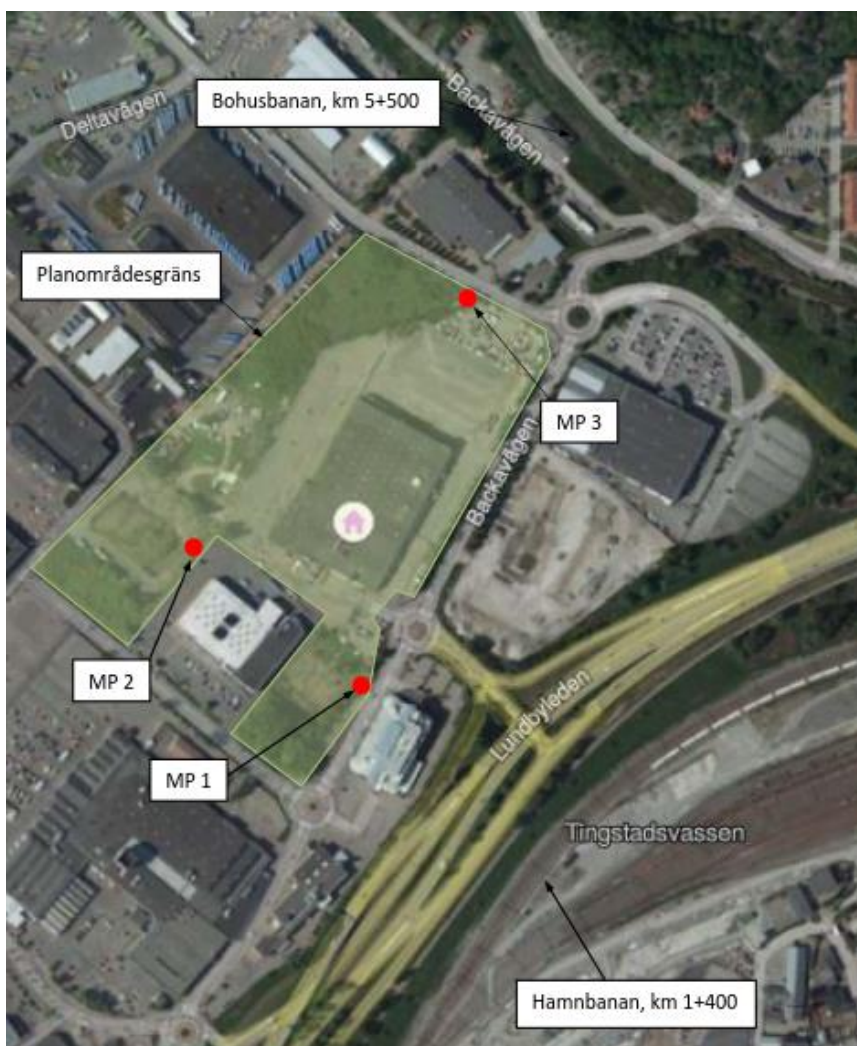 Bohusbanan, km 5+500
Backavägen
Deltavägen
Planområdesgräns
MP 3
Backavägen
MP 2
Lundbyleden
MP 1
Tingstadsvassen
Hamnbanan, km 1+400